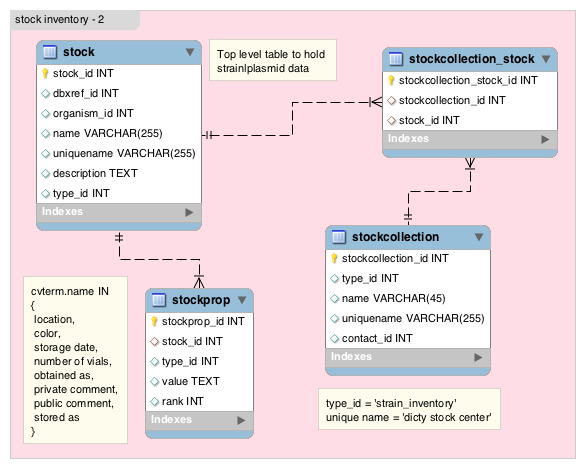 stock inventory - 2
stock
stock_id INT
dbxref_id INT
organism_id INT
name VARCHAR(255)
uniquename VARCHAR(255)
description TEXT
type_id INT
Indexes
Top level table to hold
strain\plasmid data
stockcollection_stock
stockcollection_stock_id INT
stockcollection_id INT
stock_id INT
Indexes
stockcollection
stockcollection_id INT
type_id INT
name VARCHAR(45)
uniquename VARCHAR(255)
contact_id INT
Indexes
cvterm.name IN
{
location,
color,
storage date,
number of vials,
obtained as,
private comment,
public comment,
stored as
}
stockprop
stockprop_id INT
stock_id INT
type_id INT
value TEXT
rank INT
Indexes
type_id = 'strain_inventory'
unique name = 'dicty stock center'